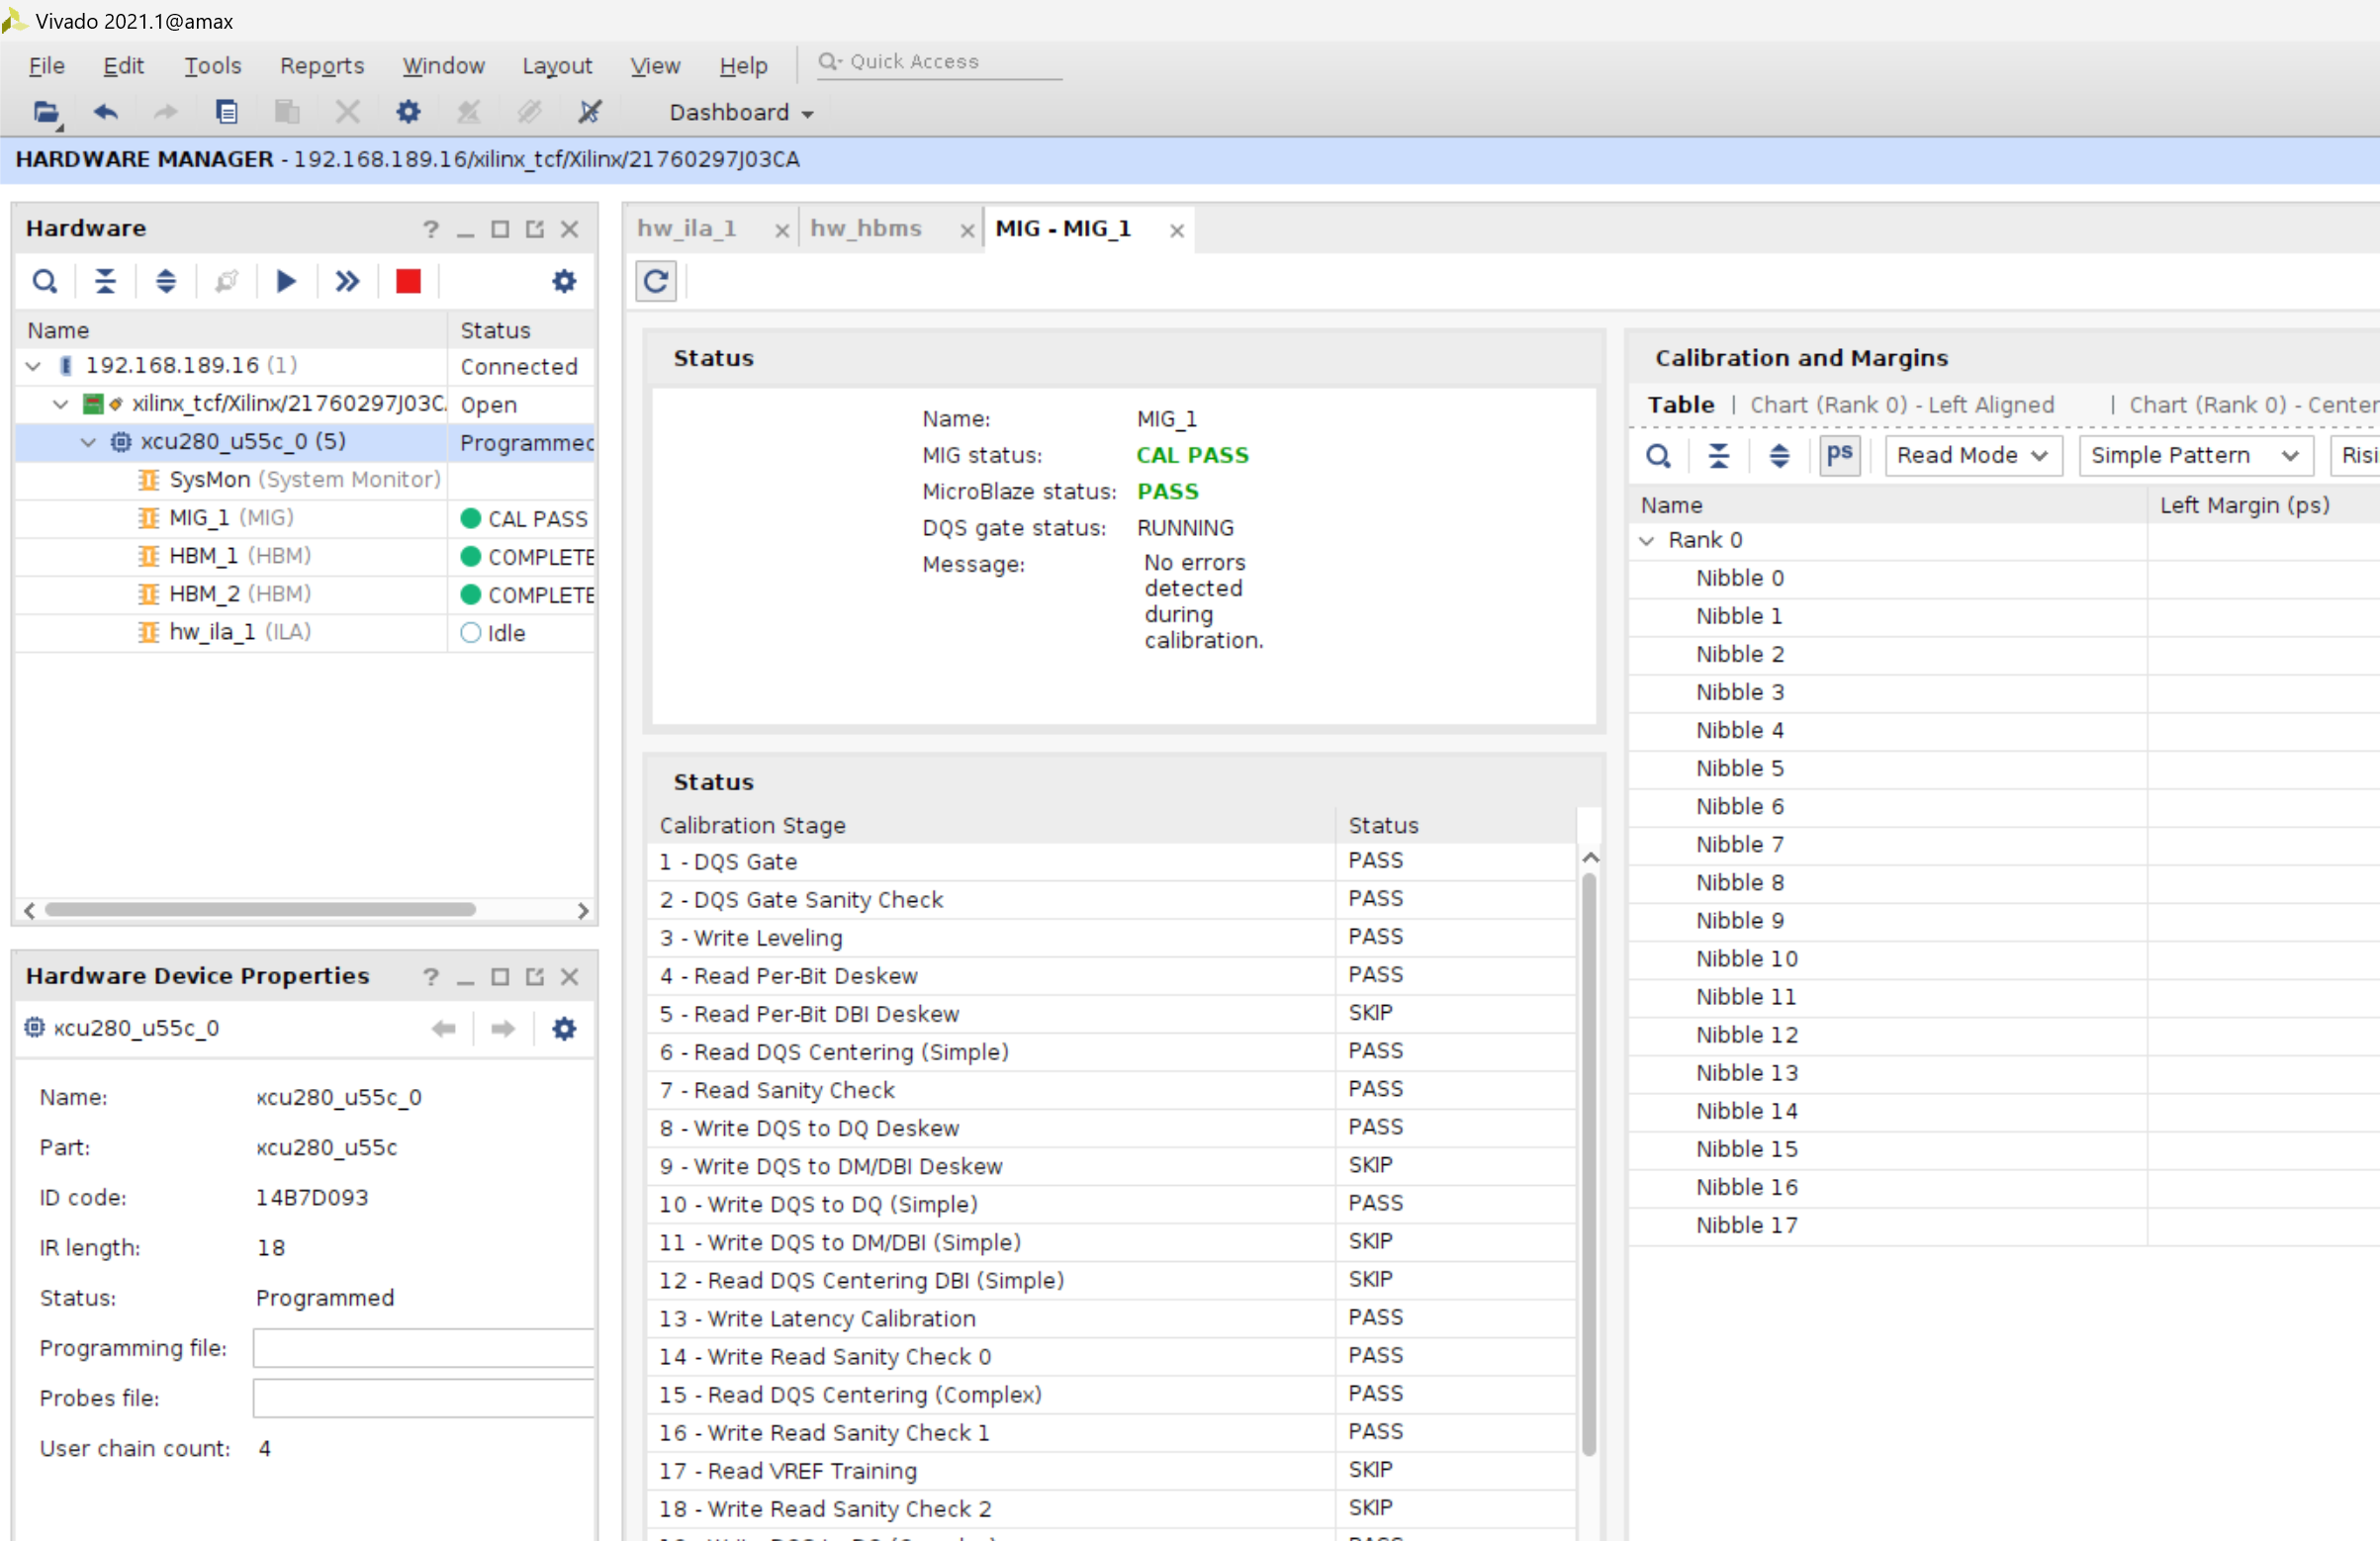 Vivado 2021.1@amax
File Edit Tools Reports Window Layout View Help Quick Access
Dashboard
HARDWARE MANAGER - 192.168.189.16/xilinx_tcf/Xilinx/21760297J03CA
Hardware
Name Status
192.168.189.16 (1) Connected
xilinx_tcf/Xilinx/21760297J03C Open
xcu280_u55c_0 (5) Programmed
SysMon (System Monitor)
MIG_1 (MIG) CAL PASS
HBM_1 (HBM) COMPLETE
HBM_2 (HBM) COMPLETE
hw_ila_1 (ILA) Idle
Hardware Device Properties
xcu280_u55c_0
Name: xcu280_u55c_0
Part: xcu280_u55c
ID code: 14B7D093
IR length: 18
Status: Programmed
Programming file:
Probes file:
User chain count: 4
hw_ila_1 hw_hbms MIG - MIG_1
Status
Name: MIG_1
MIG status: CAL PASS
MicroBlaze status: PASS
DQS gate status: RUNNING
Message: No errors
detected
during
calibration.
Status
Calibration Stage Status
1 - DQS Gate PASS
2 - DQS Gate Sanity Check PASS
3 - Write Leveling PASS
4 - Read Per-Bit Deskew PASS
5 - Read Per-Bit DBI Deskew SKIP
6 - Read DQS Centering (Simple) PASS
7 - Read Sanity Check PASS
8 - Write DQS to DQ Deskew PASS
9 - Write DQS to DM/DBI Deskew SKIP
10 - Write DQS to DQ (Simple) PASS
11 - Write DQS to DM/DBI (Simple) SKIP
12 - Read DQS Centering DBI (Simple) SKIP
13 - Write Latency Calibration PASS
14 - Write Read Sanity Check 0 PASS
15 - Read DQS Centering (Complex) PASS
16 - Write Read Sanity Check 1 PASS
17 - Read VREF Training SKIP
18 - Write Read Sanity Check 2 SKIP
Calibration and Margins
Table | Chart (Rank 0) - Left Aligned | Chart (Rank 0) - Center
ps Read Mode Simple Pattern Risi
Name Left Margin (ps)
Rank 0
Nibble 0
Nibble 1
Nibble 2
Nibble 3
Nibble 4
Nibble 5
Nibble 6
Nibble 7
Nibble 8
Nibble 9
Nibble 10
Nibble 11
Nibble 12
Nibble 13
Nibble 14
Nibble 15
Nibble 16
Nibble 17